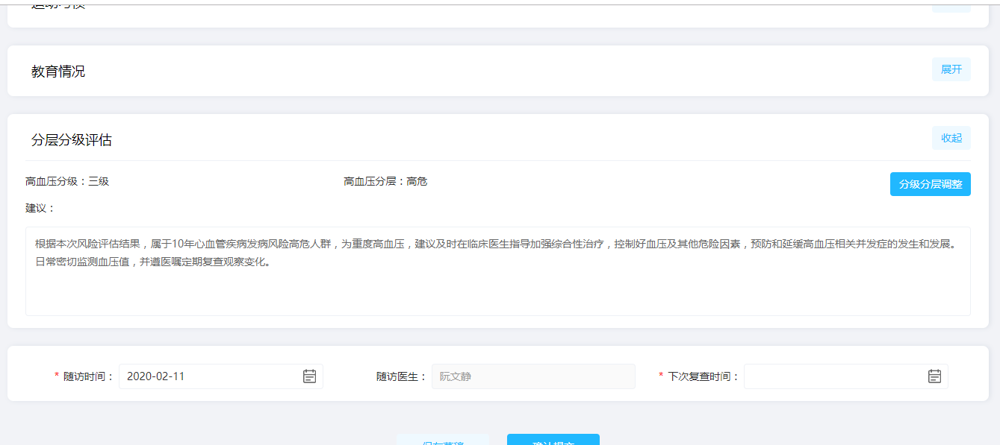 教育情况
展开
分层分级评估
收起
高血压分级：三级
高血压分层：高危
分级分层调整
建议：
根据本次风险评估结果，属于10年心血管疾病发病风险高危人群，为重度高血压，建议及时在临床医生指导加强综合性治疗，控制好血压及其他危险因素，预防和延缓高血压相关并发症的发生和发展。
日常密切监测血压值，并遵医嘱定期复查观察变化。
* 随访时间：
2020-02-11
随访医生：
阮文静
* 下次复查时间：
保存草稿
确认提交